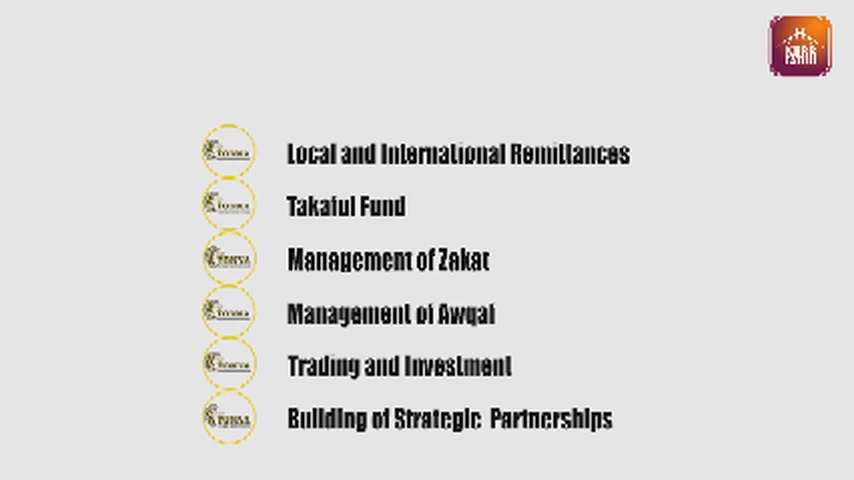 Local and International Remittances
Takaful Fund
Management of Zakat
Management of Awqaf
Trading and Investment
Building of Strategic Partnerships